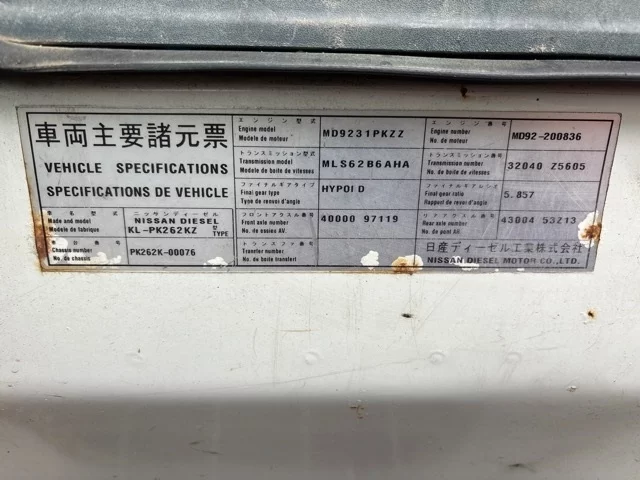 車両主要諸元票
VEHICLE SPECIFICATIONS
SPECIFICATIONS DE VEHICLE
車名型式
Made and model
Modele de fabrique
ニッサンディーゼル
NISSAN DIESEL
KL-PK262KZ
型
TYPE
車台番号
Chassis number
No. de chassis
PK262K-00076
エンジン型式
Engine model
Modele de moteur
MD9231PKZZ
トランスミッション型式
Transmission model
Modele de boite de vitesses
MLS62B6AHA
ファイナルギアタイプ
Final gear type
Type de renvoi d'angle
HYPOID
フロントアクスル番号
Front axle number
No. de essieu AV.
40000 97119
トランスファ番号
Transfer number
No. de boite transfert
エンジン番号
Engine number
No. de moteur
MD92-200836
トランスミッション番号
Transmission number
No. de boite de vitesses
32040 Z5605
ファイナルギアレシオ
Final gear ratio
Rapport de renvoi d'angle
5.857
リアアクスル番号
Rear axle number
No. de pont AR.
43004 53Z13
日産ディーゼル工業株式会社
NISSAN DIESEL MOTOR CO.,LTD.